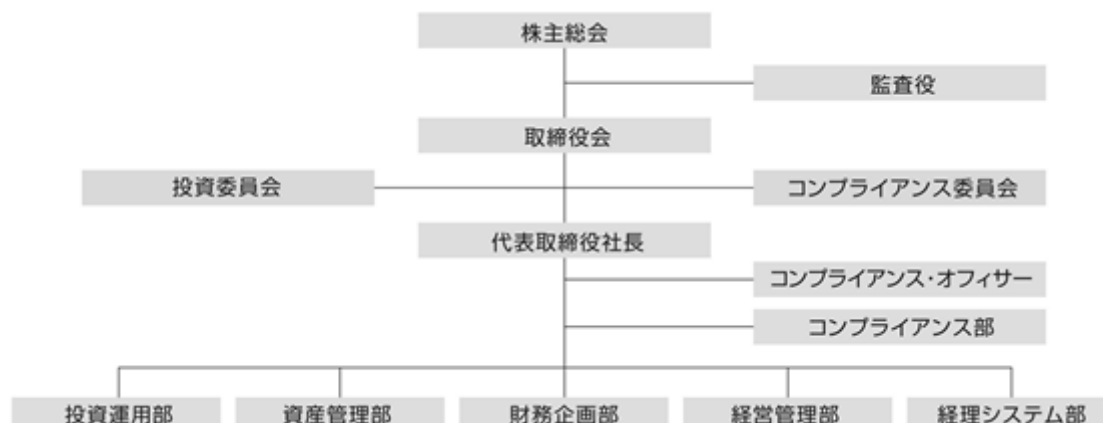 株主総会
監査役
取締役会
投資委員会
コンプライアンス委員会
代表取締役社長
コンプライアンス・オフィサー
コンプライアンス部
投資運用部
資産管理部
財務企画部
経営管理部
経理システム部